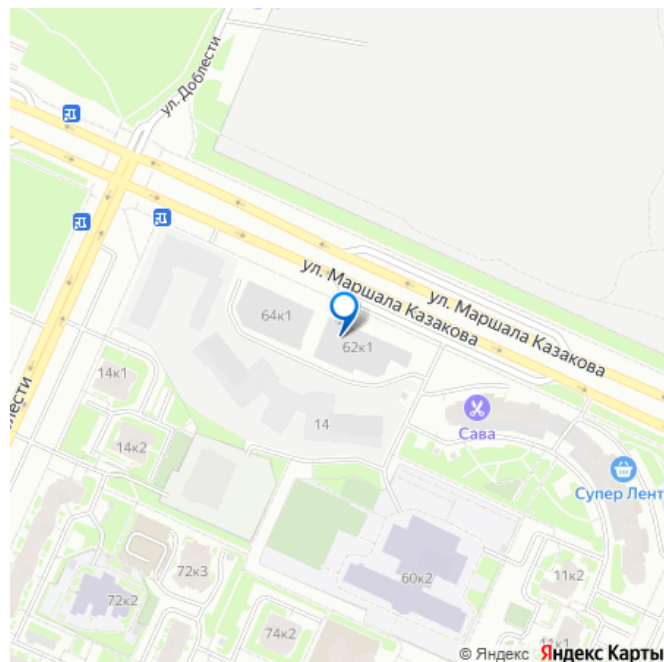 ул. Доблести
ул. Маршала Казакова
ул. Маршала Казакова
64к1
62к1
14к1
лести
14
Сава
14к2
Супер Лент
72к3
60к2
11к2
72к2
74к2
11к1
© Яндекс Яндекс Карты